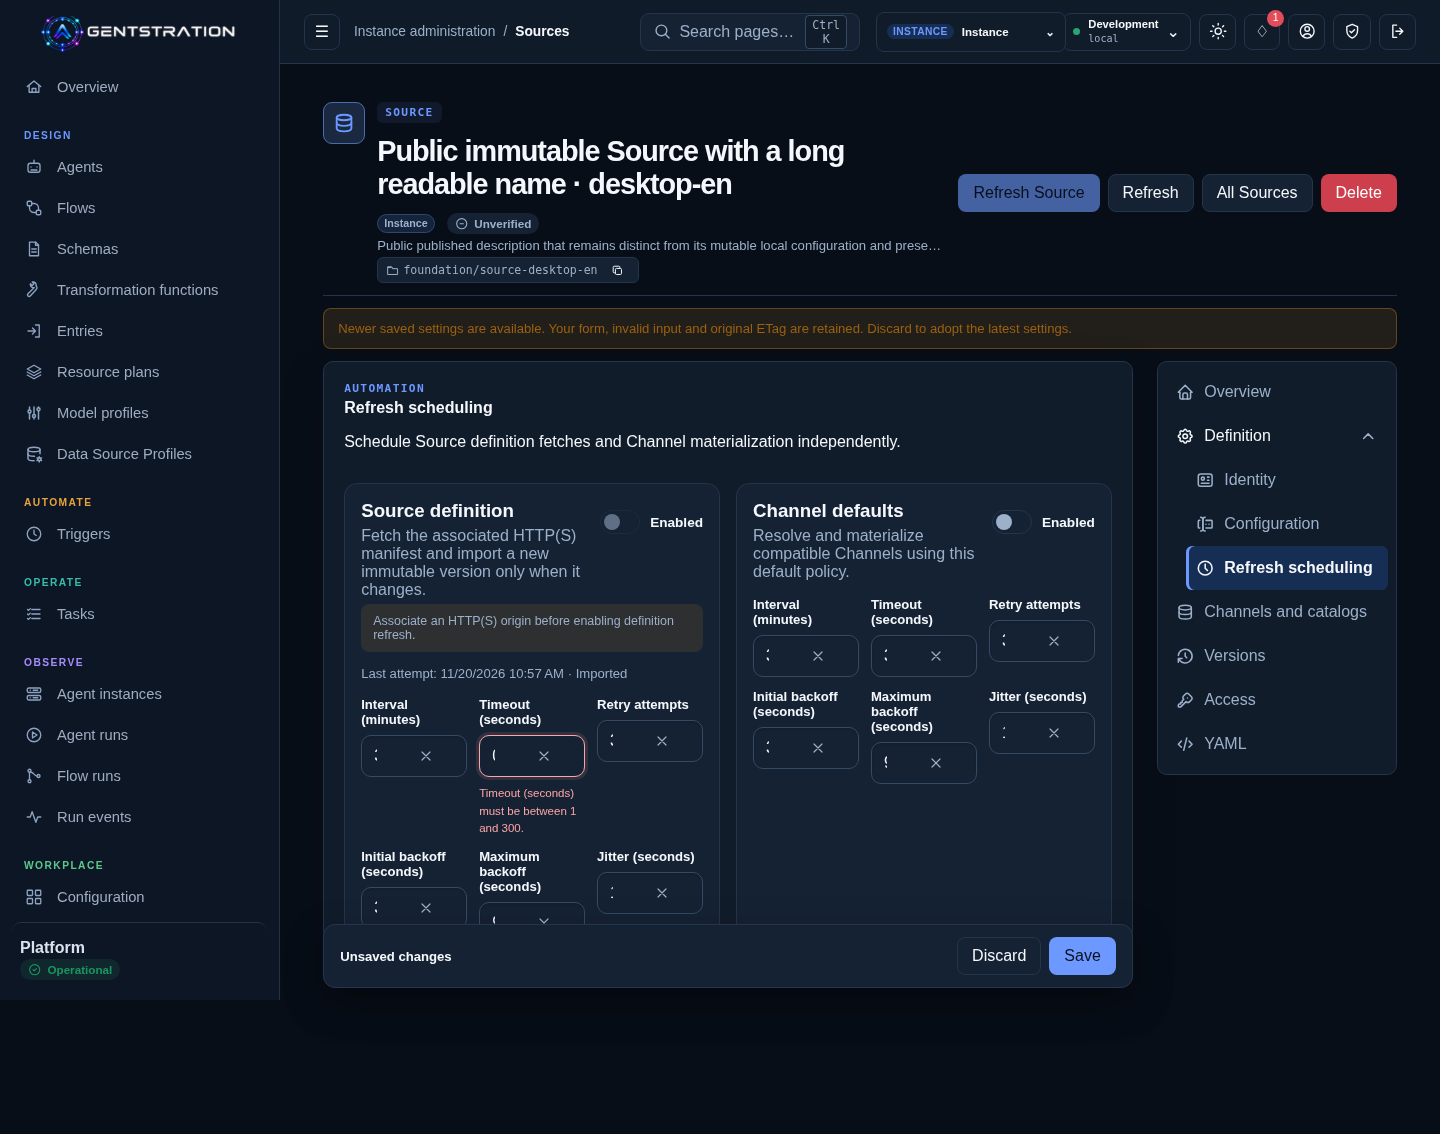 GENTSTRATION
☰
Instance administration / Sources
Search pages…
Ctrl
K
INSTANCE Instance
Development
local
1
Overview
DESIGN
Agents
Flows
Schemas
Transformation functions
Entries
Resource plans
Model profiles
Data Source Profiles
AUTOMATE
Triggers
OPERATE
Tasks
OBSERVE
Agent instances
Agent runs
Flow runs
Run events
WORKPLACE
Configuration
Platform
Operational
SOURCE
Public immutable Source with a long
readable name · desktop-en
Instance Unverified
Public published description that remains distinct from its mutable local configuration and prese…
foundation/source-desktop-en
Refresh Source Refresh All Sources Delete
Newer saved settings are available. Your form, invalid input and original ETag are retained. Discard to adopt the latest settings.
AUTOMATION
Refresh scheduling
Schedule Source definition fetches and Channel materialization independently.
Source definition
Enabled
Fetch the associated HTTP(S)
manifest and import a new
immutable version only when it
changes.
Associate an HTTP(S) origin before enabling definition
refresh.
Last attempt: 11/20/2026 10:57 AM · Imported
Interval
(minutes)
Timeout
(seconds)
Retry attempts
Timeout (seconds)
must be between 1
and 300.
Initial backoff
(seconds)
Maximum
backoff
(seconds)
Jitter (seconds)
Channel defaults
Enabled
Resolve and materialize
compatible Channels using this
default policy.
Interval
(minutes)
Timeout
(seconds)
Retry attempts
Initial backoff
(seconds)
Maximum
backoff
(seconds)
Jitter (seconds)
Unsaved changes
Discard Save
Overview
Definition
Identity
Configuration
Refresh scheduling
Channels and catalogs
Versions
Access
YAML